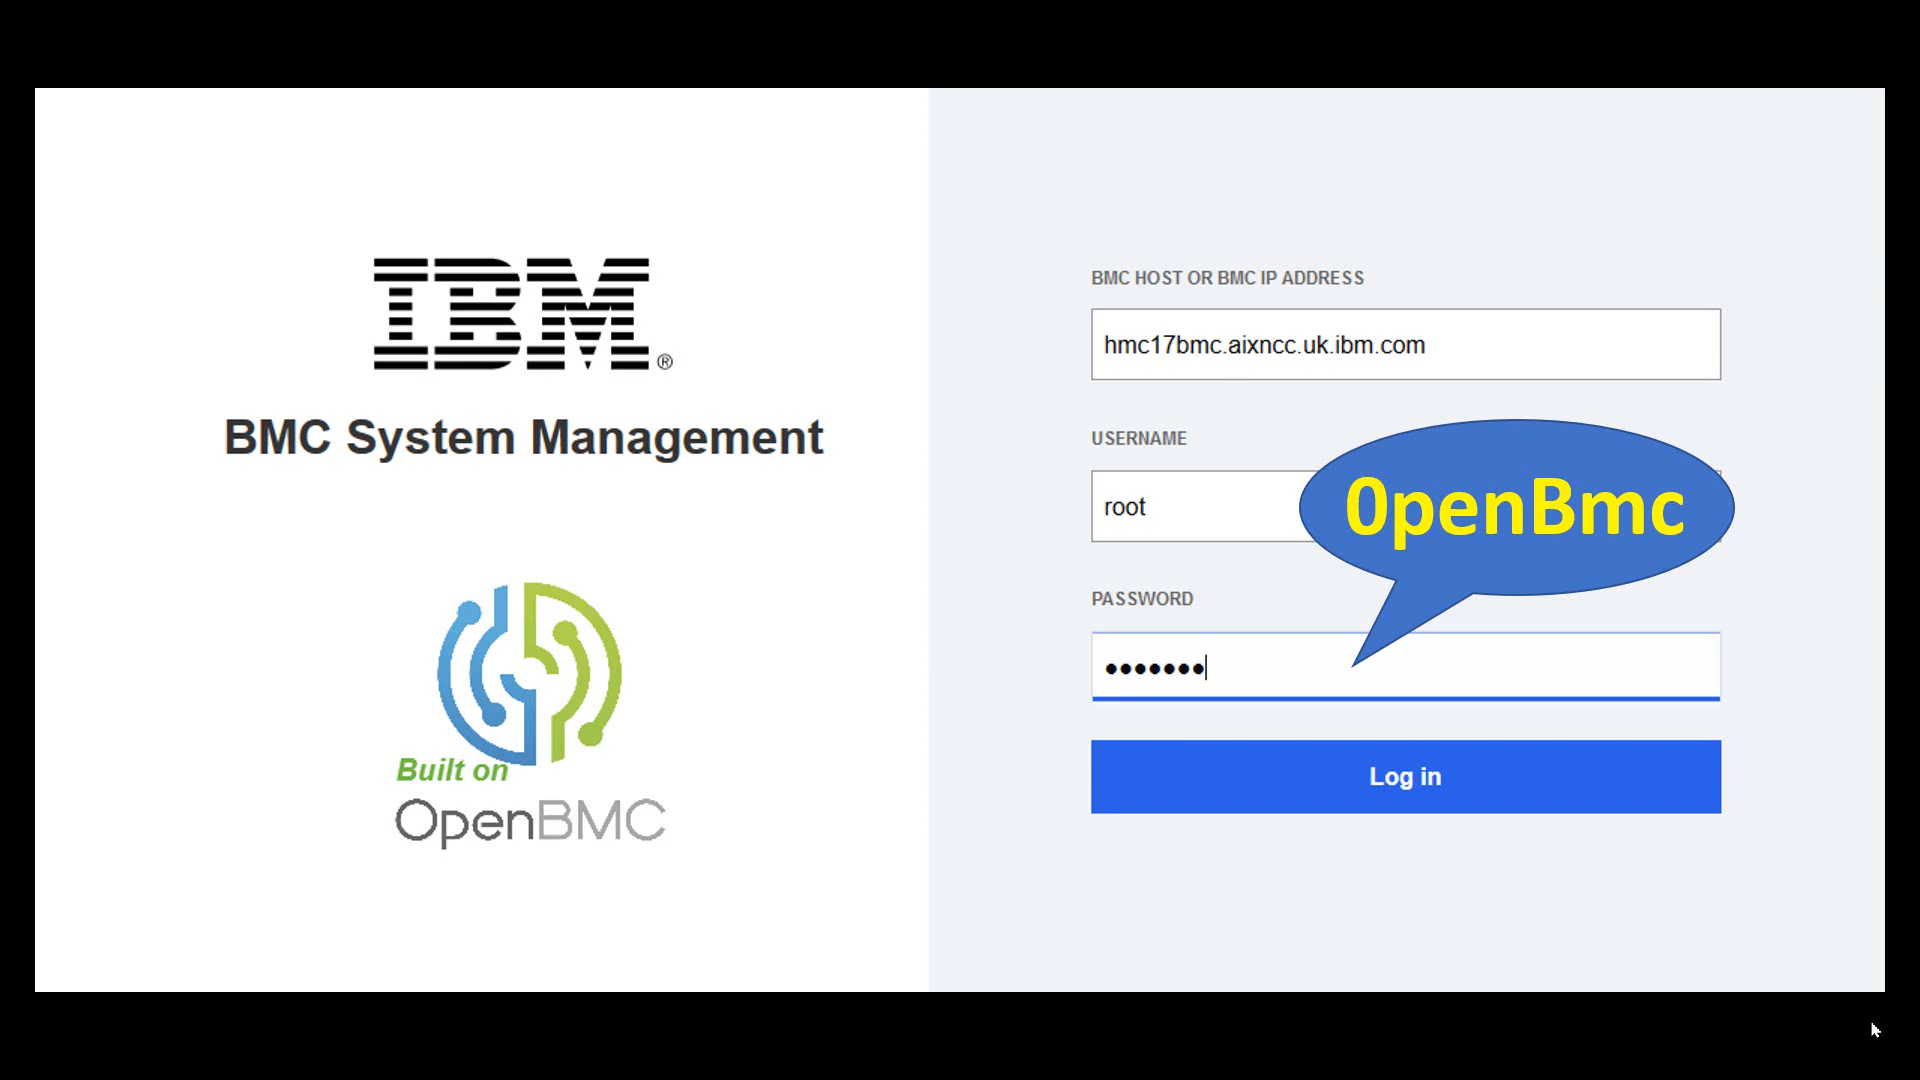 IBM®
BMC System Management
Built on
OpenBMC
BMC HOST OR BMC IP ADDRESS
hmc17bmc.aixncc.uk.ibm.com
USERNAME
root
0penBmc
PASSWORD
•••••••
Log in